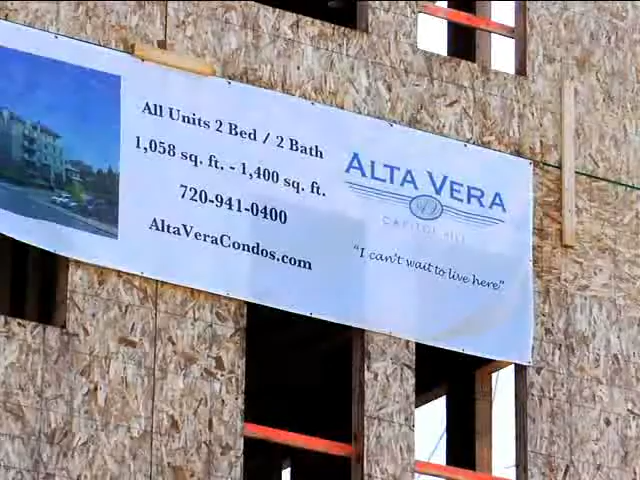 All Units 2 Bed / 2 Bath
1,058 sq. ft. - 1,400 sq. ft.
720-941-0400
AltaVeraCondos.com
ALTA VERA
CAPITOL HILL
"I can't wait to live here"